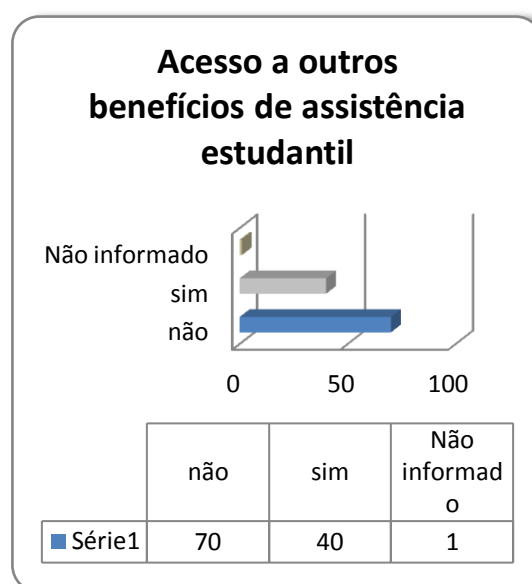 Acesso a outros
benefícios de assistência
estudantil
Não informado
sim
não
0 50 100
não sim Não
informad
o
Série1 70 40 1